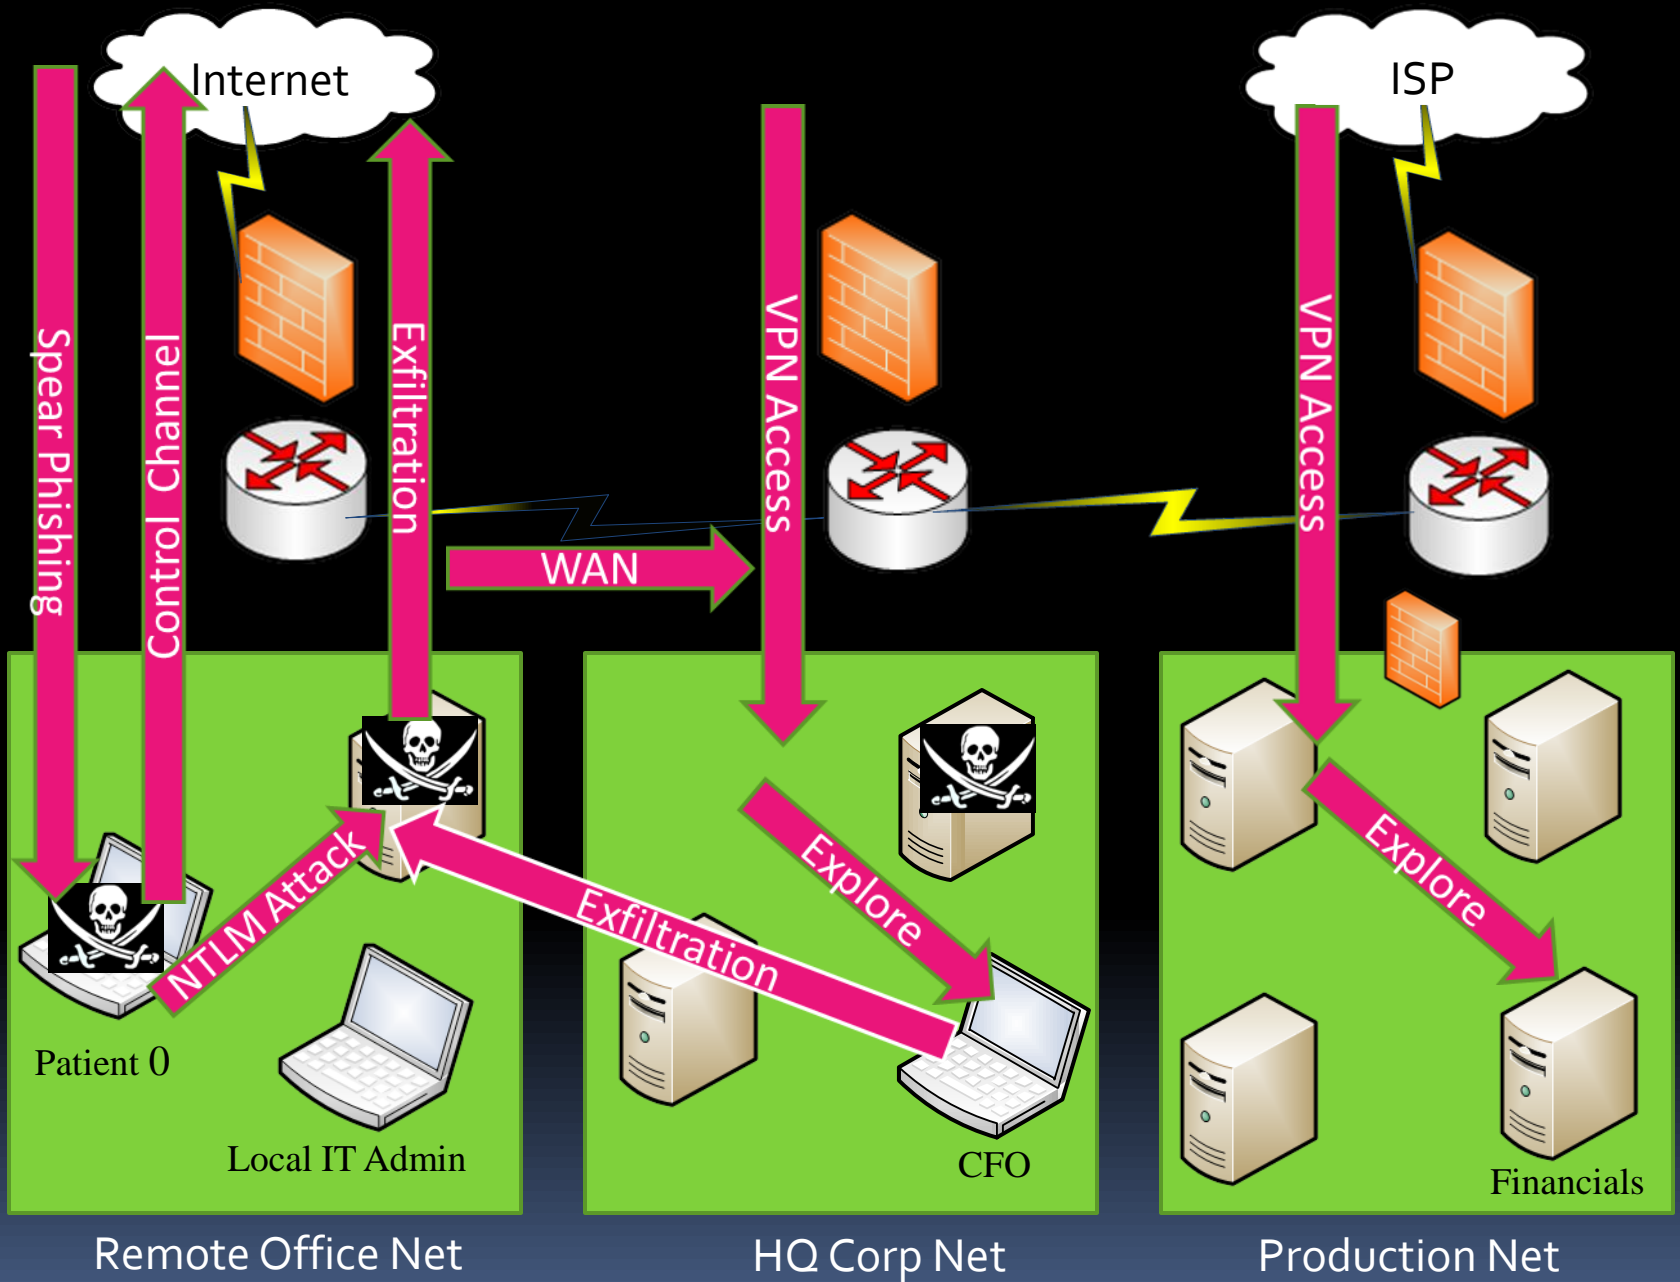 Internet
ISP
Spear Phishing
Control Channel
Exfiltration
VPN Access
VPN Access
WAN
NTLM Attack
Exfiltration
Explore
Explore
Patient 0
Local IT Admin
CFO
Financials
Remote Office Net
HQ Corp Net
Production Net